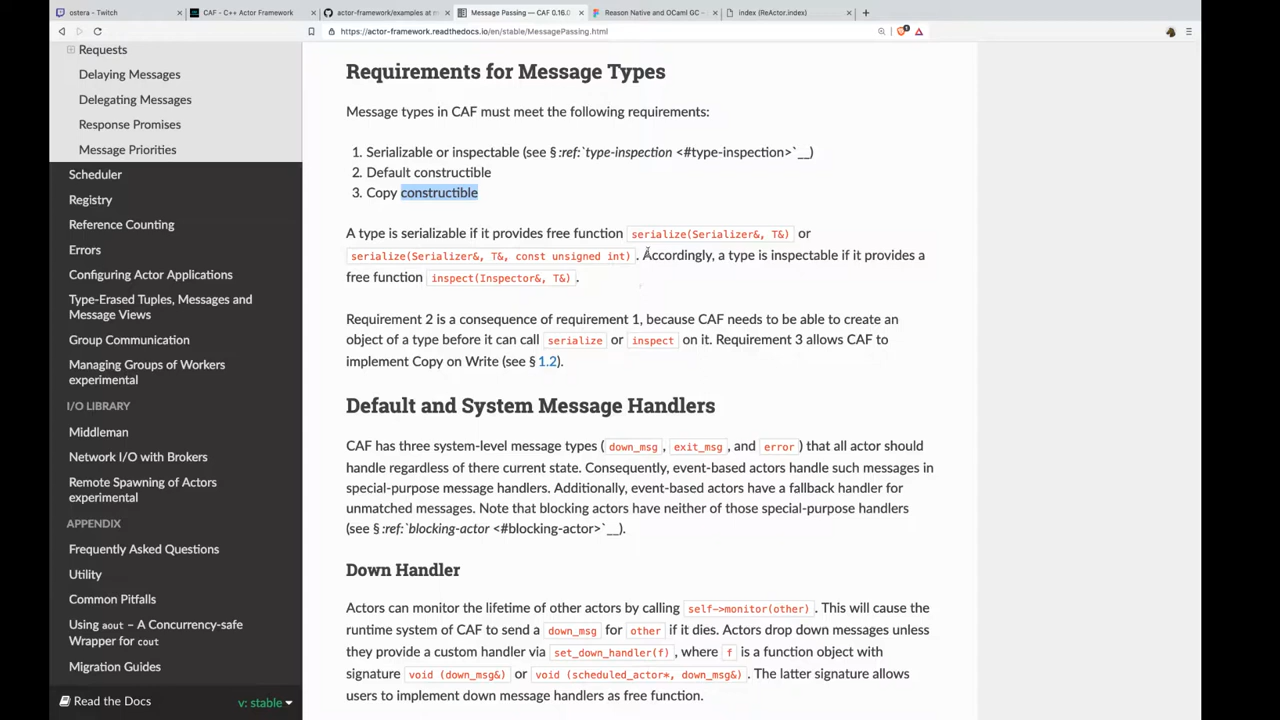 ostera - Twitch
CAF - C++ Actor Framework
actor-framework/examples at m
Message Passing — CAF 0.16.0
Reason Native and OCaml GC -
index (ReActor.index)
https://actor-framework.readthedocs.io/en/stable/MessagePassing.html
Requests
Delaying Messages
Delegating Messages
Response Promises
Message Priorities
Scheduler
Registry
Reference Counting
Errors
Configuring Actor Applications
Type-Erased Tuples, Messages and
Message Views
Group Communication
Managing Groups of Workers
experimental
I/O LIBRARY
Middleman
Network I/O with Brokers
Remote Spawning of Actors
experimental
APPENDIX
Frequently Asked Questions
Utility
Common Pitfalls
Using aout – A Concurrency-safe
Wrapper for cout
Migration Guides
Read the Docs
v: stable
Requirements for Message Types
Message types in CAF must meet the following requirements:
1. Serializable or inspectable (see § :ref:`type-inspection <#type-inspection>`__)
2. Default constructible
3. Copy constructible
A type is serializable if it provides free function serialize(Serializer&, T&) or
serialize(Serializer&, T&, const unsigned int) . Accordingly, a type is inspectable if it provides a
free function inspect(Inspector&, T&) .
Requirement 2 is a consequence of requirement 1, because CAF needs to be able to create an
object of a type before it can call serialize or inspect on it. Requirement 3 allows CAF to
implement Copy on Write (see § 1.2).
Default and System Message Handlers
CAF has three system-level message types ( down_msg , exit_msg , and error ) that all actor should
handle regardless of there current state. Consequently, event-based actors handle such messages in
special-purpose message handlers. Additionally, event-based actors have a fallback handler for
unmatched messages. Note that blocking actors have neither of those special-purpose handlers
(see § :ref:`blocking-actor <#blocking-actor>`__).
Down Handler
Actors can monitor the lifetime of other actors by calling self->monitor(other) . This will cause the
runtime system of CAF to send a down_msg for other if it dies. Actors drop down messages unless
they provide a custom handler via set_down_handler(f) , where f is a function object with
signature void (down_msg&) or void (scheduled_actor*, down_msg&) . The latter signature allows
users to implement down message handlers as free function.